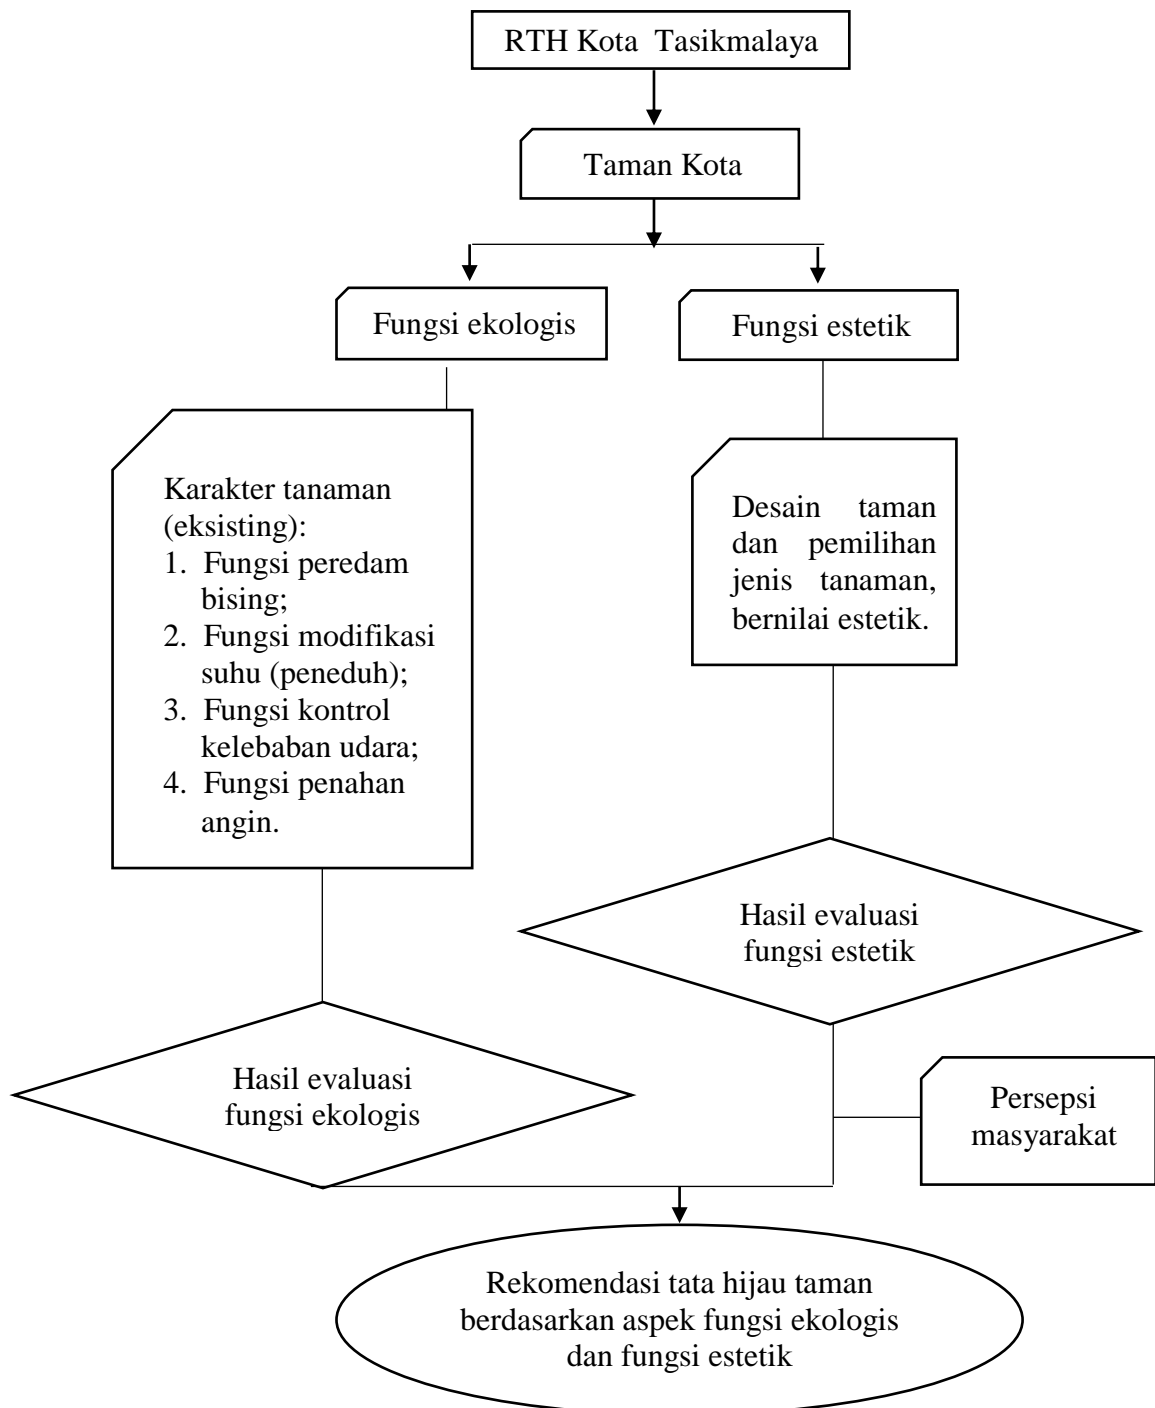 RTH Kota Tasikmalaya
Taman Kota
Fungsi ekologis
Fungsi estetik
Karakter tanaman
(eksisting):
1. Fungsi peredam
bising;
2. Fungsi modifikasi
suhu (peneduh);
3. Fungsi kontrol
kelebaban udara;
4. Fungsi penahan
angin.
Desain taman
dan pemilihan
jenis tanaman,
bernilai estetik.
Hasil evaluasi
fungsi estetik
Hasil evaluasi
fungsi ekologis
Persepsi
masyarakat
Rekomendasi tata hijau taman
berdasarkan aspek fungsi ekologis
dan fungsi estetik